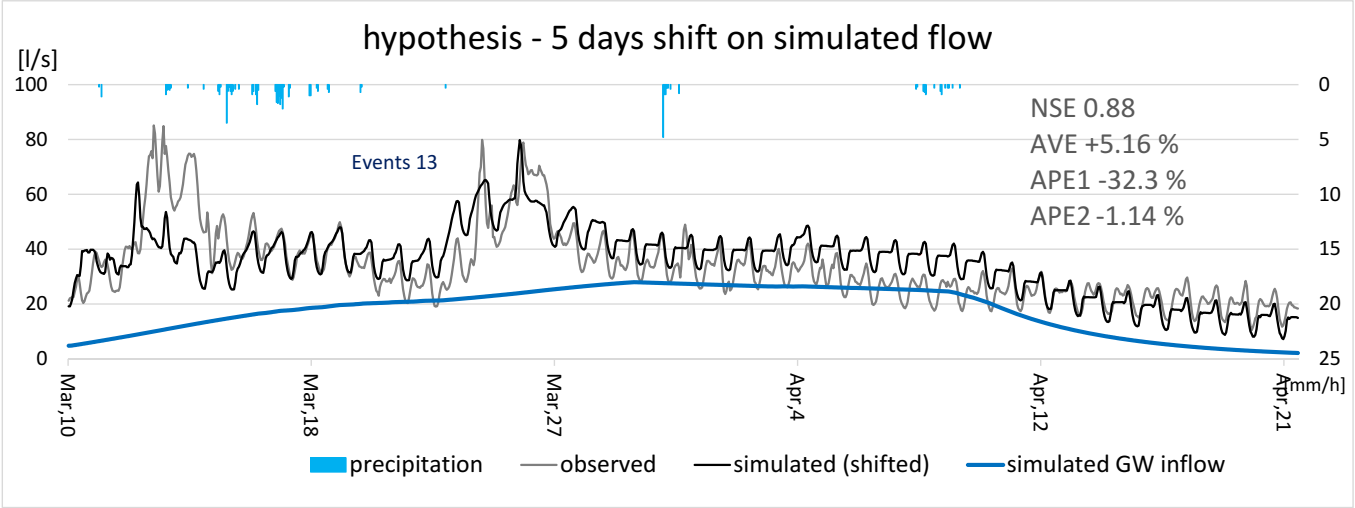 hypothesis - 5 days shift on simulated flow
[l/s]
100
80
60
40
20
0
0
5
10
15
20
25
[mm/h]
NSE 0.88
AVE +5.16 %
APE1 -32.3 %
APE2 -1.14 %
Events 13
Mar,10
Mar,18
Mar,27
Apr,4
Apr,12
Apr,21
precipitation
observed
simulated (shifted)
simulated GW inflow